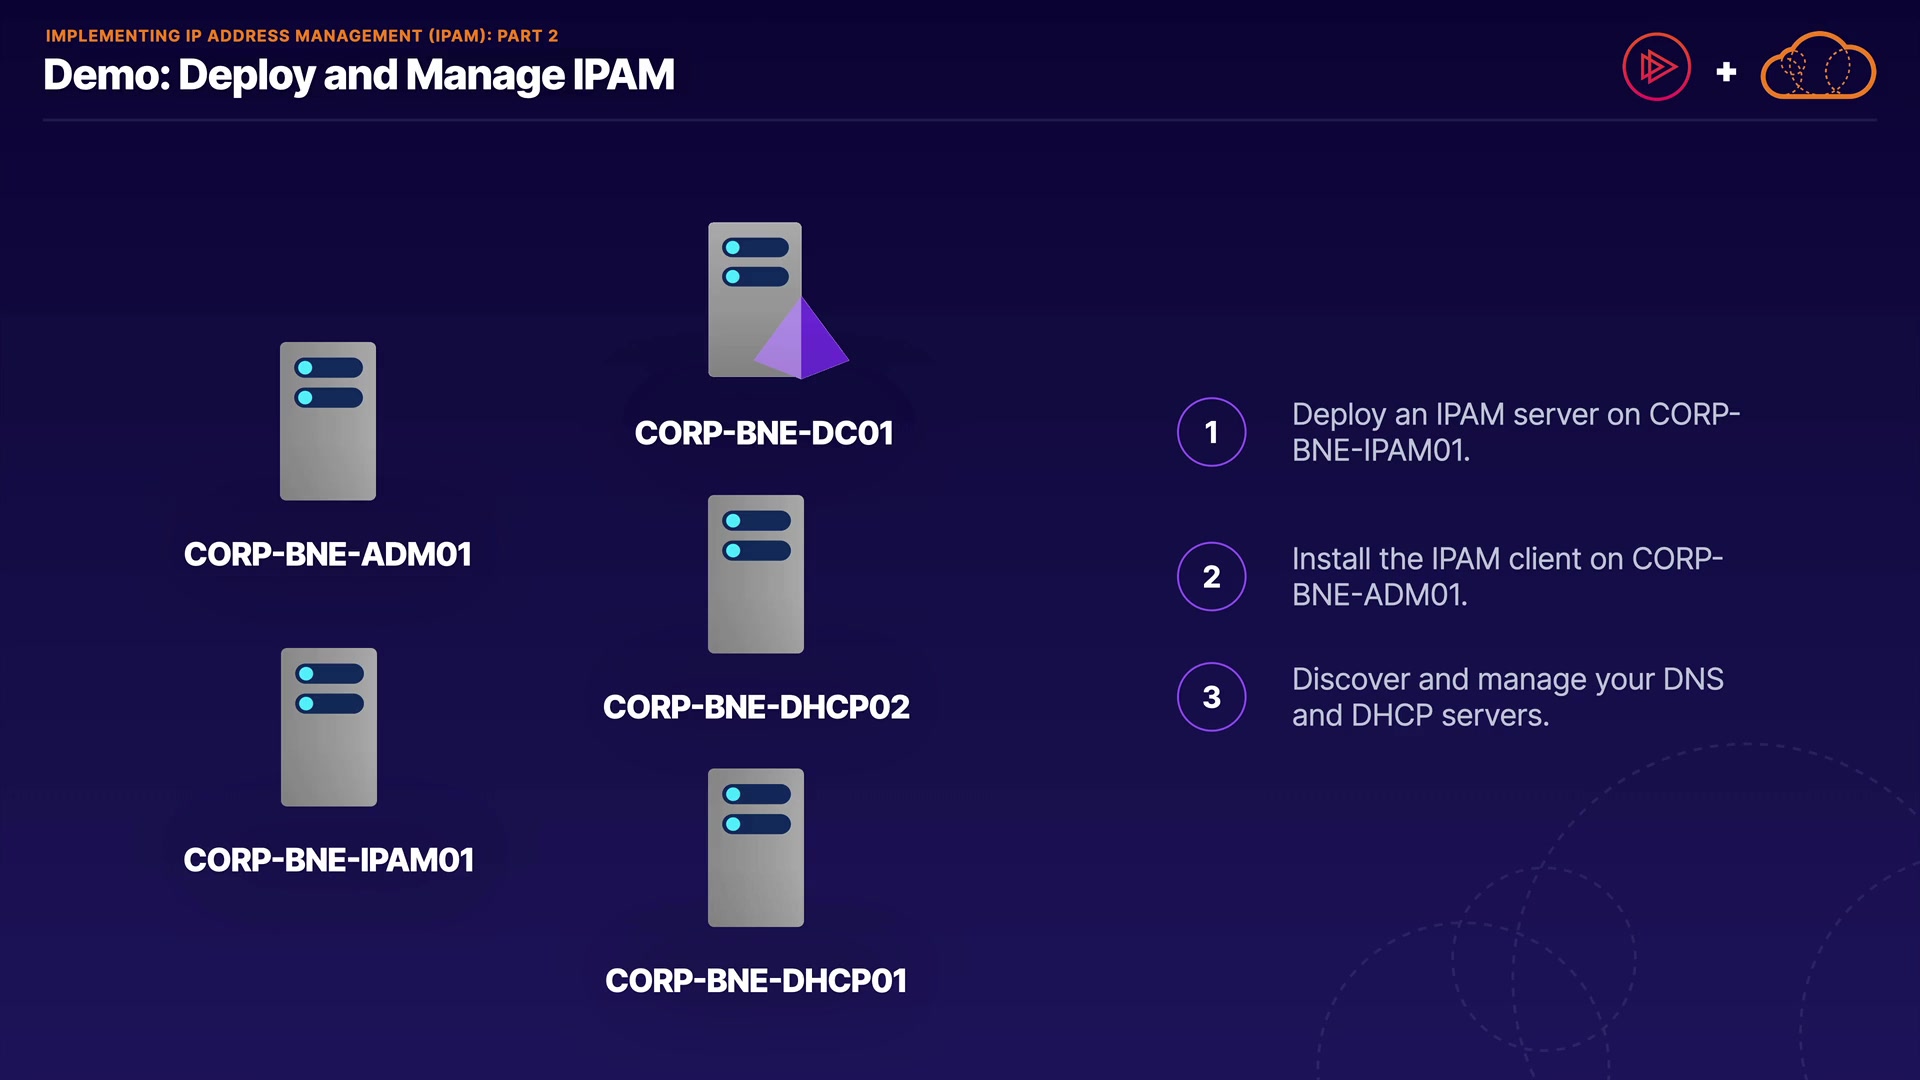 IMPLEMENTING IP ADDRESS MANAGEMENT (IPAM): PART 2
Demo: Deploy and Manage IPAM
CORP-BNE-DC01
CORP-BNE-ADM01
CORP-BNE-DHCP02
CORP-BNE-IPAM01
CORP-BNE-DHCP01
1
Deploy an IPAM server on CORP-
BNE-IPAM01.
2
Install the IPAM client on CORP-
BNE-ADM01.
3
Discover and manage your DNS
and DHCP servers.